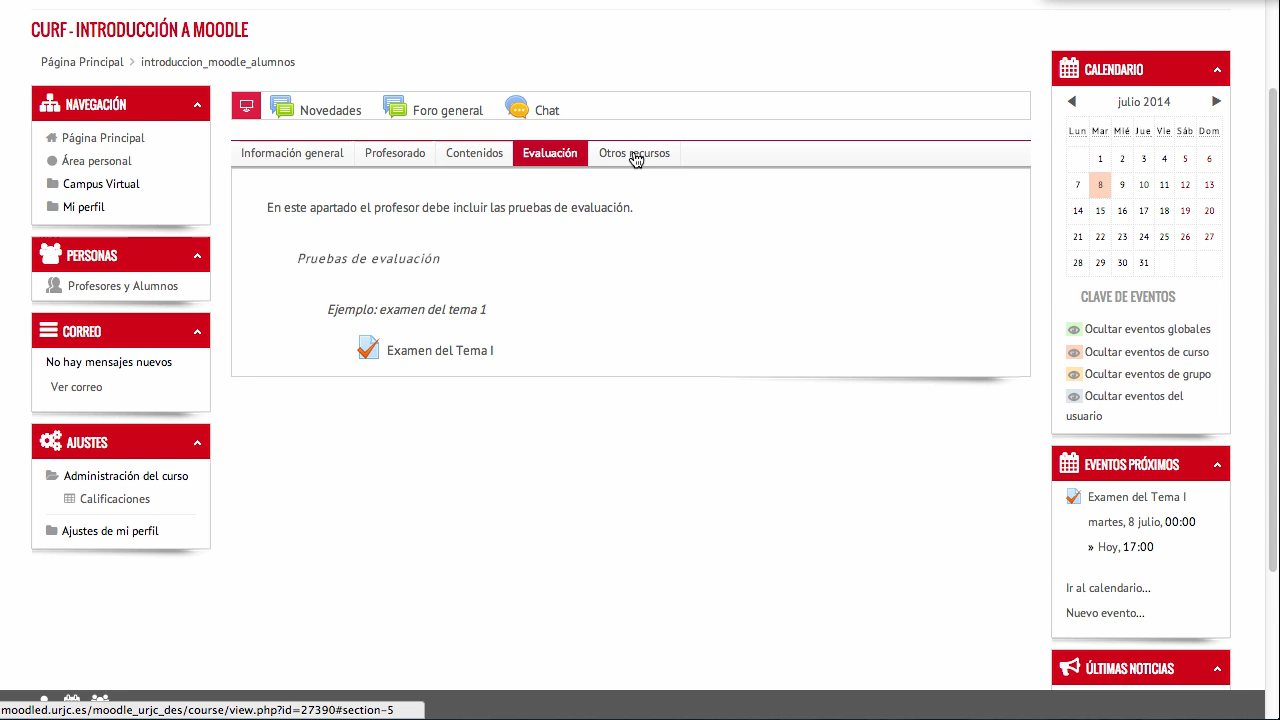 CURF - INTRODUCCIÓN A MOODLE
Página Principal
introduccion_moodle_alumnos
NAVEGACIÓN
Página Principal
Área personal
Campus Virtual
Mi perfil
PERSONAS
Profesores y Alumnos
CORREO
No hay mensajes nuevos
Ver correo
AJUSTES
Administración del curso
Calificaciones
Ajustes de mi perfil
Novedades Foro general Chat
Información general Profesorado Contenidos Evaluación Otros recursos
En este apartado el profesor debe incluir las pruebas de evaluación.
Pruebas de evaluación
Ejemplo: examen del tema 1
Examen del Tema I
CALENDARIO
julio 2014
Lun Mar Mié Jue Vie Sáb Dom
1 2 3 4 5 6
7 8 9 10 11 12 13
14 15 16 17 18 19 20
21 22 23 24 25 26 27
28 29 30 31
CLAVE DE EVENTOS
Ocultar eventos globales
Ocultar eventos de curso
Ocultar eventos de grupo
Ocultar eventos del
usuario
EVENTOS PRÓXIMOS
Examen del Tema I
martes, 8 julio, 00:00
» Hoy, 17:00
Ir al calendario...
Nuevo evento...
ÚLTIMAS NOTICIAS
moodled.urjc.es/moodle_urjc_des/course/view.php?id=27390#section-5